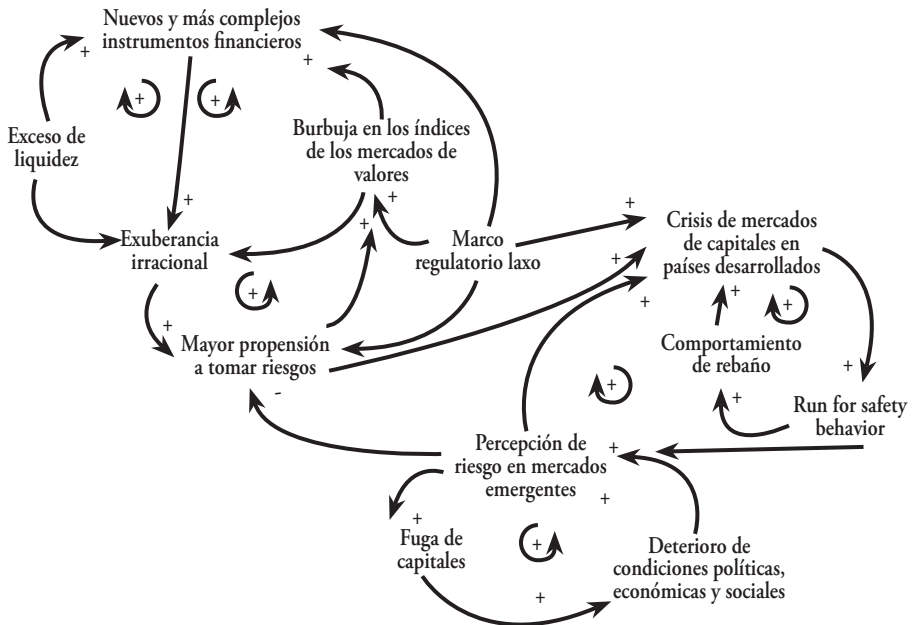 Nuevos y más complejos
instrumentos financieros
+
+
+
+
Exceso de
liquidez
Burbuja en los índices
de los mercados de
valores
+
+
+
Exuberancia
irracional
+
Marco
regulatorio laxo
+
Crisis de mercados
de capitales en
países desarrollados
+
+
+
+
+
Mayor propensión
a tomar riesgos
-
+
Comportamiento
de rebaño
+
+
+
Run for safety
behavior
Percepción de
riesgo en mercados
emergentes
+
+
+
Fuga de
capitales
+
Deterioro de
condiciones políticas,
económicas y sociales
+